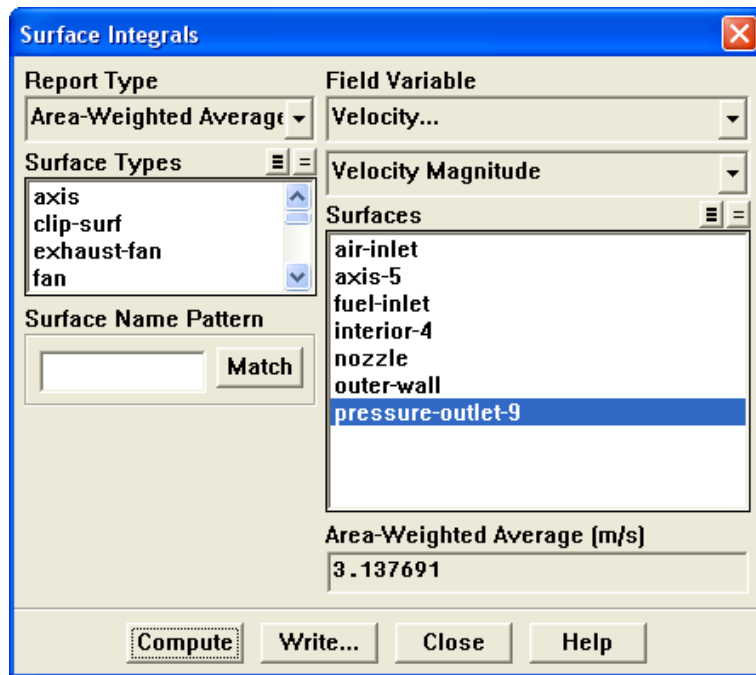 Surface Integrals
Report Type
Area-Weighted Average
Surface Types
axis
clip-surf
exhaust-fan
fan
Surface Name Pattern
Match
Field Variable
Velocity...
Velocity Magnitude
Surfaces
air-inlet
axis-5
fuel-inlet
interior-4
nozzle
outer-wall
pressure-outlet-9
Area-Weighted Average (m/s)
3.137691
Compute Write... Close Help